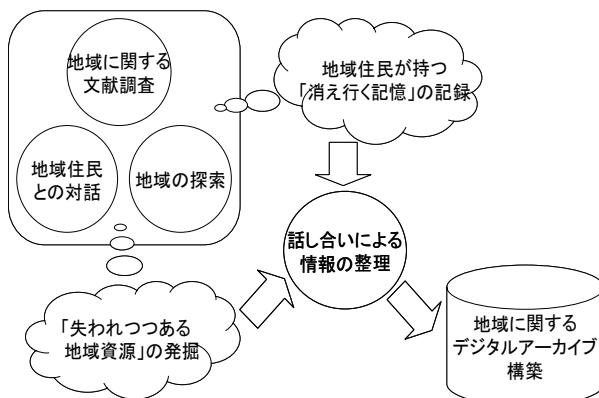 地域に関する
文献調査
地域住民
との対話
地域の探索
地域住民が持つ
「消え行く記憶」の記録
話し合いによる
情報の整理
「失われつつある
地域資源」の発掘
地域に関する
デジタルアーカイブ
構築